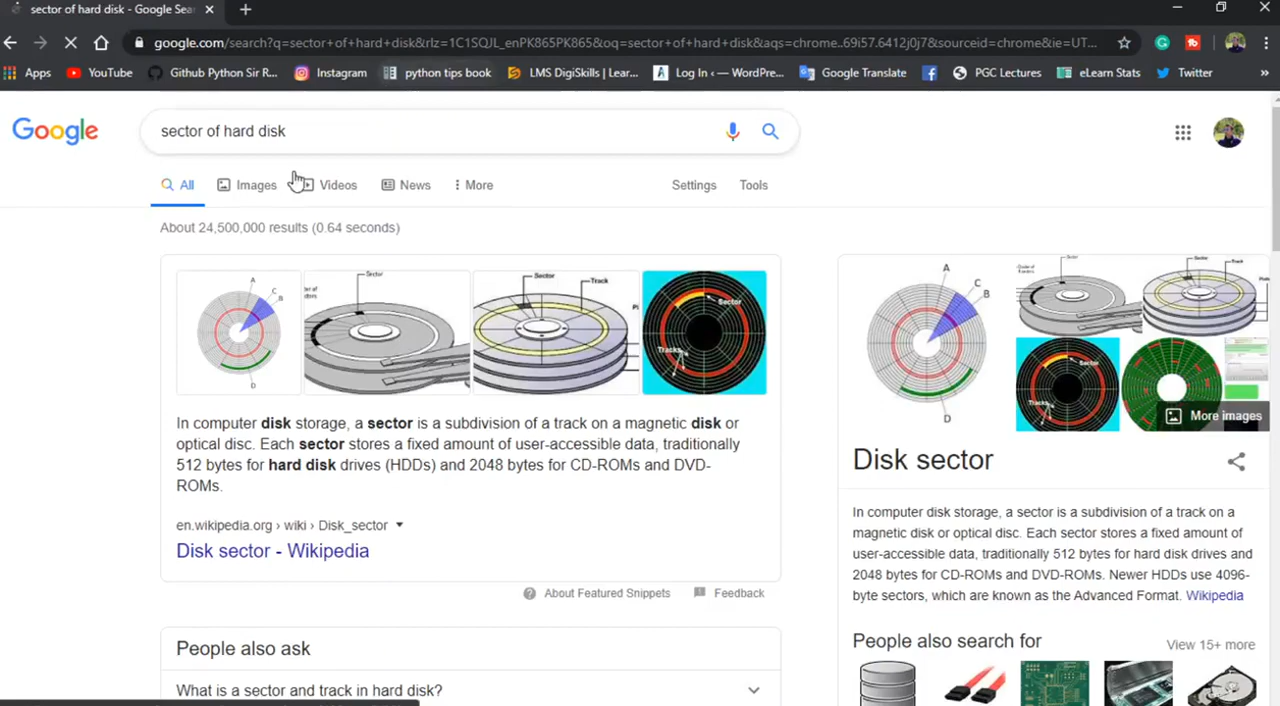 sector of hard disk - Google Sea
google.com/search?q=sector+of+hard+disk&rlz=1C1SQJL_enPK865PK865&oq=sector+of+hard+disk&aqs=chrome..69i57.6412j0j7&sourceid=chrome&ie=UT...
Apps YouTube Github Python Sir R... Instagram python tips book LMS DigiSkills | Lear... Log In ‹ — WordPre... Google Translate PGC Lectures eLearn Stats Twitter »
Google sector of hard disk
All Images Videos News More Settings Tools
About 24,500,000 results (0.64 seconds)
A C B D
Sector
Sector Track
Sector Tracks
In computer disk storage, a sector is a subdivision of a track on a magnetic disk or
optical disc. Each sector stores a fixed amount of user-accessible data, traditionally
512 bytes for hard disk drives (HDDs) and 2048 bytes for CD-ROMs and DVD-
ROMs.
en.wikipedia.org › wiki › Disk_sector
Disk sector - Wikipedia
About Featured Snippets Feedback
People also ask
What is a sector and track in hard disk?
A C B D
Sector
Sector Track
Sector
More images
Disk sector
In computer disk storage, a sector is a subdivision of a track on a
magnetic disk or optical disc. Each sector stores a fixed amount of
user-accessible data, traditionally 512 bytes for hard disk drives and
2048 bytes for CD-ROMs and DVD-ROMs. Newer HDDs use 4096-
byte sectors, which are known as the Advanced Format. Wikipedia
People also search for View 15+ more